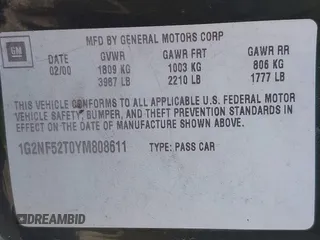 GM
MFD BY GENERAL MOTORS CORP
DATE GVWR GAWR FRT GAWR RR
02/00 1809 KG 1003 KG 806 KG
3987 LB 2210 LB 1777 LB
THIS VEHICLE CONFORMS TO ALL APPLICABLE U.S. FEDERAL MOTOR
VEHICLE SAFETY, BUMPER, AND THEFT PREVENTION STANDARDS IN
EFFECT ON THE DATE OF MANUFACTURE SHOWN ABOVE.
1G2NF52T0YM808611 TYPE: PASS CAR
DREAMBID